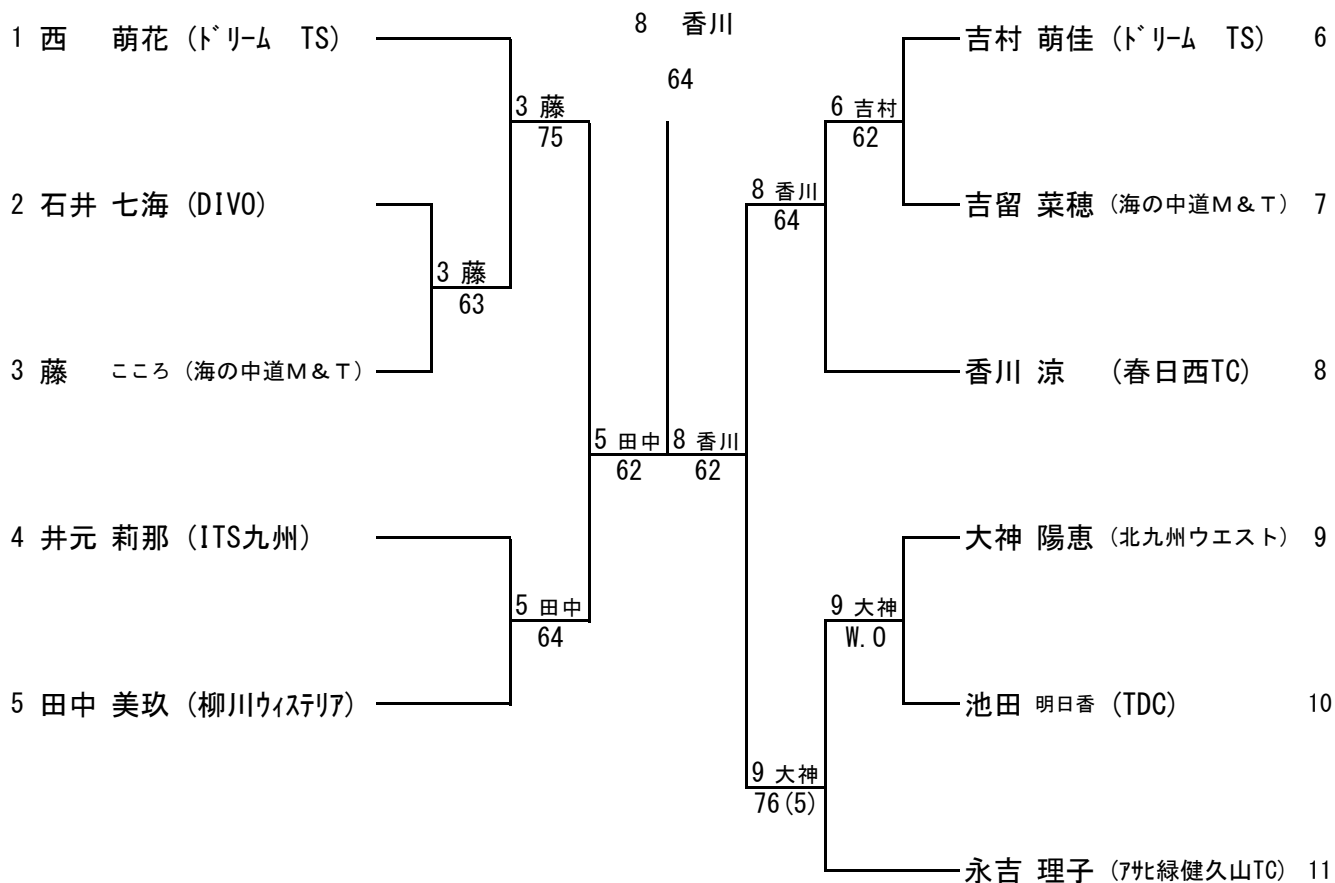 8 香川
64
1 西 萌花 (ﾄﾞﾘｰﾑ TS)
3 藤
75
2 石井 七海 (DIVO)
3 藤
63
3 藤 こころ (海の中道Ｍ＆Ｔ)
5 田中
62
4 井元 莉那 (ITS九州)
5 田中
64
5 田中 美玖 (柳川ｳｨｽﾃﾘｱ)
吉村 萌佳 (ﾄﾞﾘｰﾑ TS) 6
6 吉村
62
吉留 菜穂 (海の中道Ｍ＆Ｔ) 7
8 香川
64
香川 涼 (春日西TC) 8
8 香川
62
大神 陽恵 (北九州ウエスト) 9
9 大神
W.O
池田 明日香 (TDC) 10
9 大神
76(5)
永吉 理子 (ｱｻﾋ緑健久山TC) 11